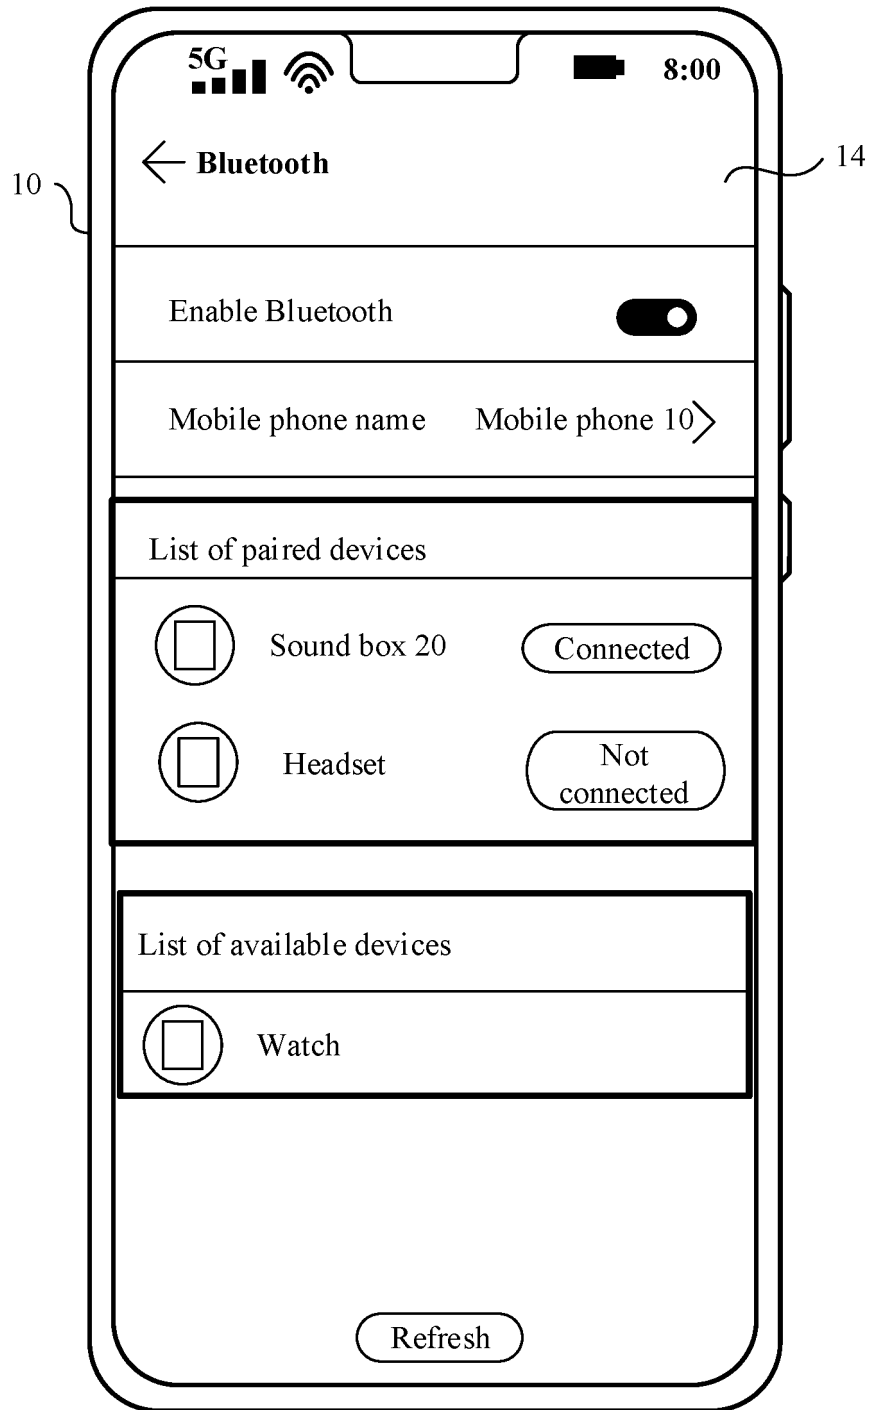 5G
8:00
Bluetooth
14
10
Enable Bluetooth
Mobile phone name
Mobile phone 10
List of paired devices
Sound box 20
Connected
Headset
Not
connected
List of available devices
Watch
Refresh